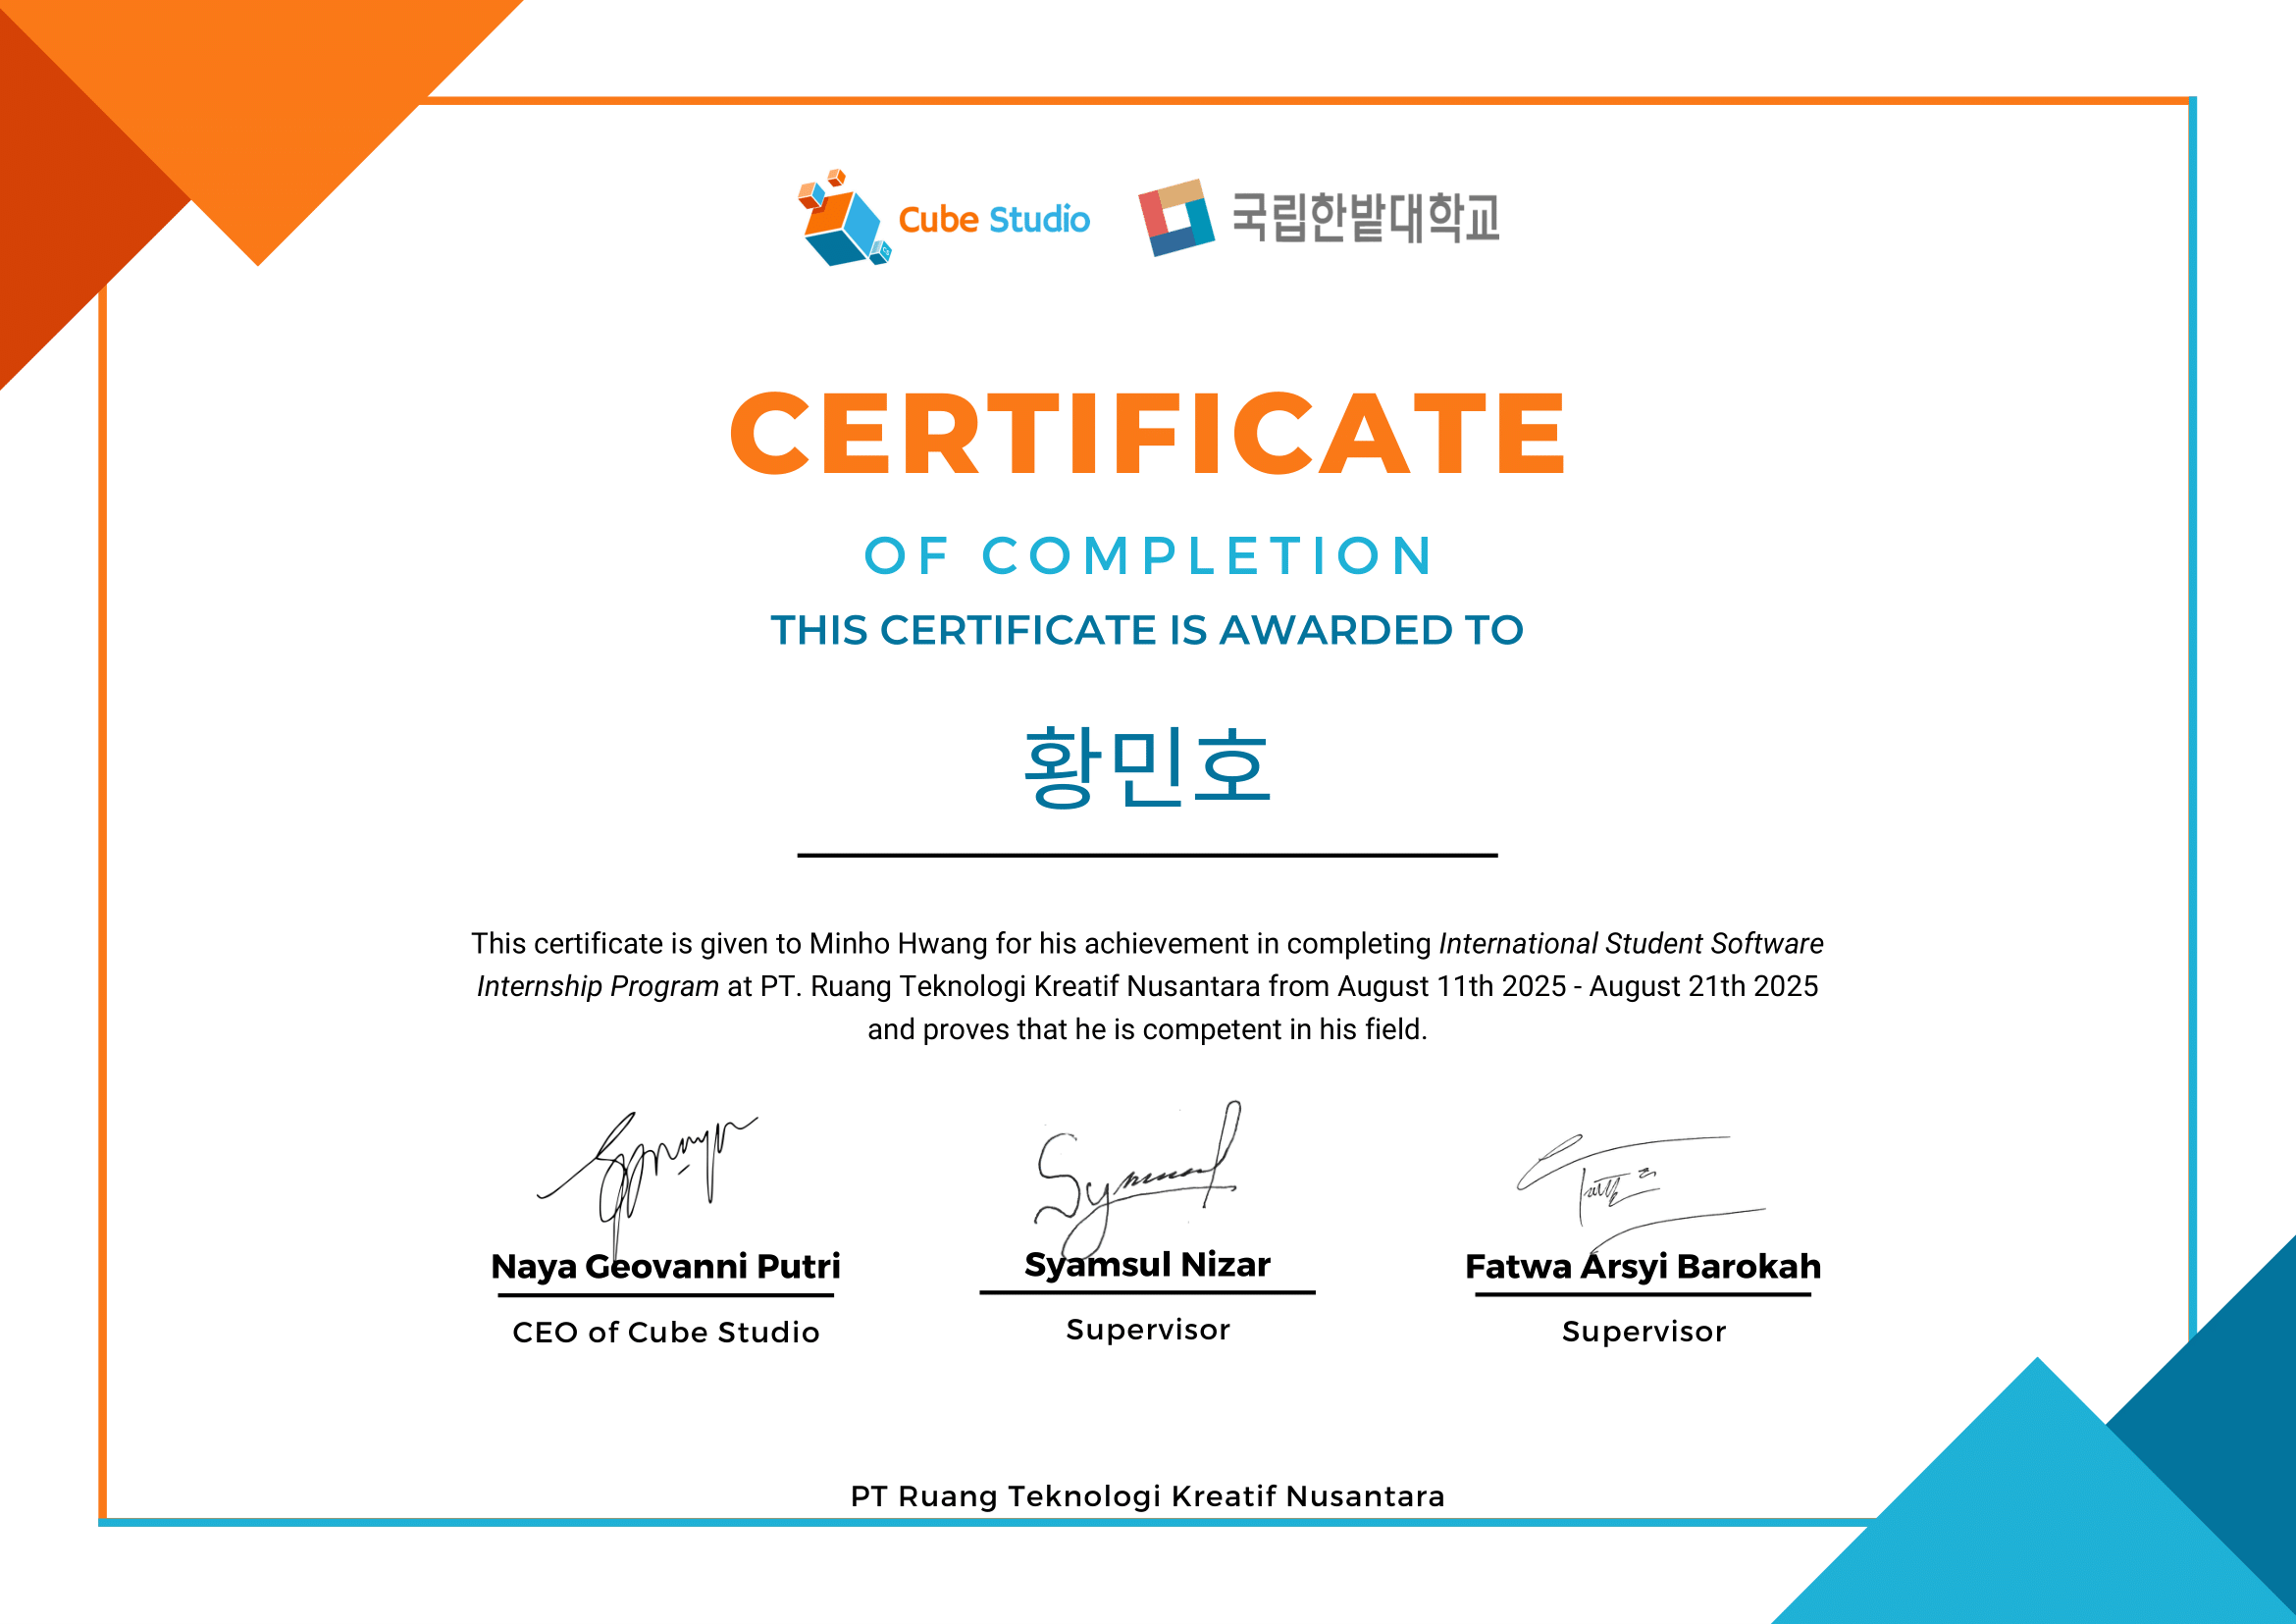 Cube Studio 국립한밭대학교
CERTIFICATE
OF COMPLETION
THIS CERTIFICATE IS AWARDED TO
황민호
This certificate is given to Minho Hwang for his achievement in completing International Student Software
Internship Program at PT. Ruang Teknologi Kreatif Nusantara from August 11th 2025 - August 21th 2025
and proves that he is competent in his field.
Naya Geovanni Putri
CEO of Cube Studio
Syamsul Nizar
Supervisor
Fatwa Arsyi Barokah
Supervisor
PT Ruang Teknologi Kreatif Nusantara